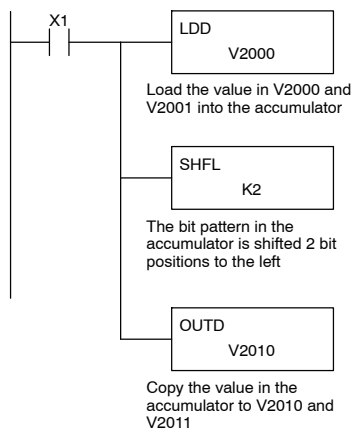 X1
LDD
V2000
Load the value in V2000 and
V2001 into the accumulator
SHFL
K2
The bit pattern in the
accumulator is shifted 2 bit
positions to the left
OUTD
V2010
Copy the value in the
accumulator to V2010 and
V2011